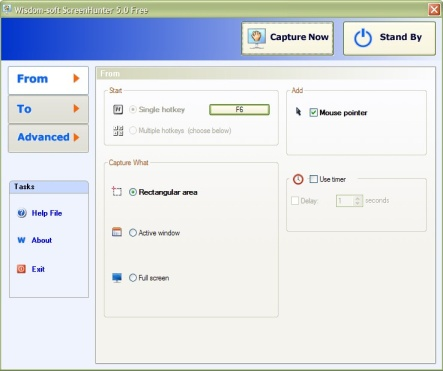 Wisdom-soft ScreenHunter 5.0 Free
Capture Now
Stand By
From
To
Advanced
Tasks
Help File
W About
Exit
From
Start
W Single hotkey F6
Multiple hotkeys (choose below)
Capture What
Rectangular area
Active window
Full screen
Add
Mouse pointer
Use timer
Delay: 1 seconds